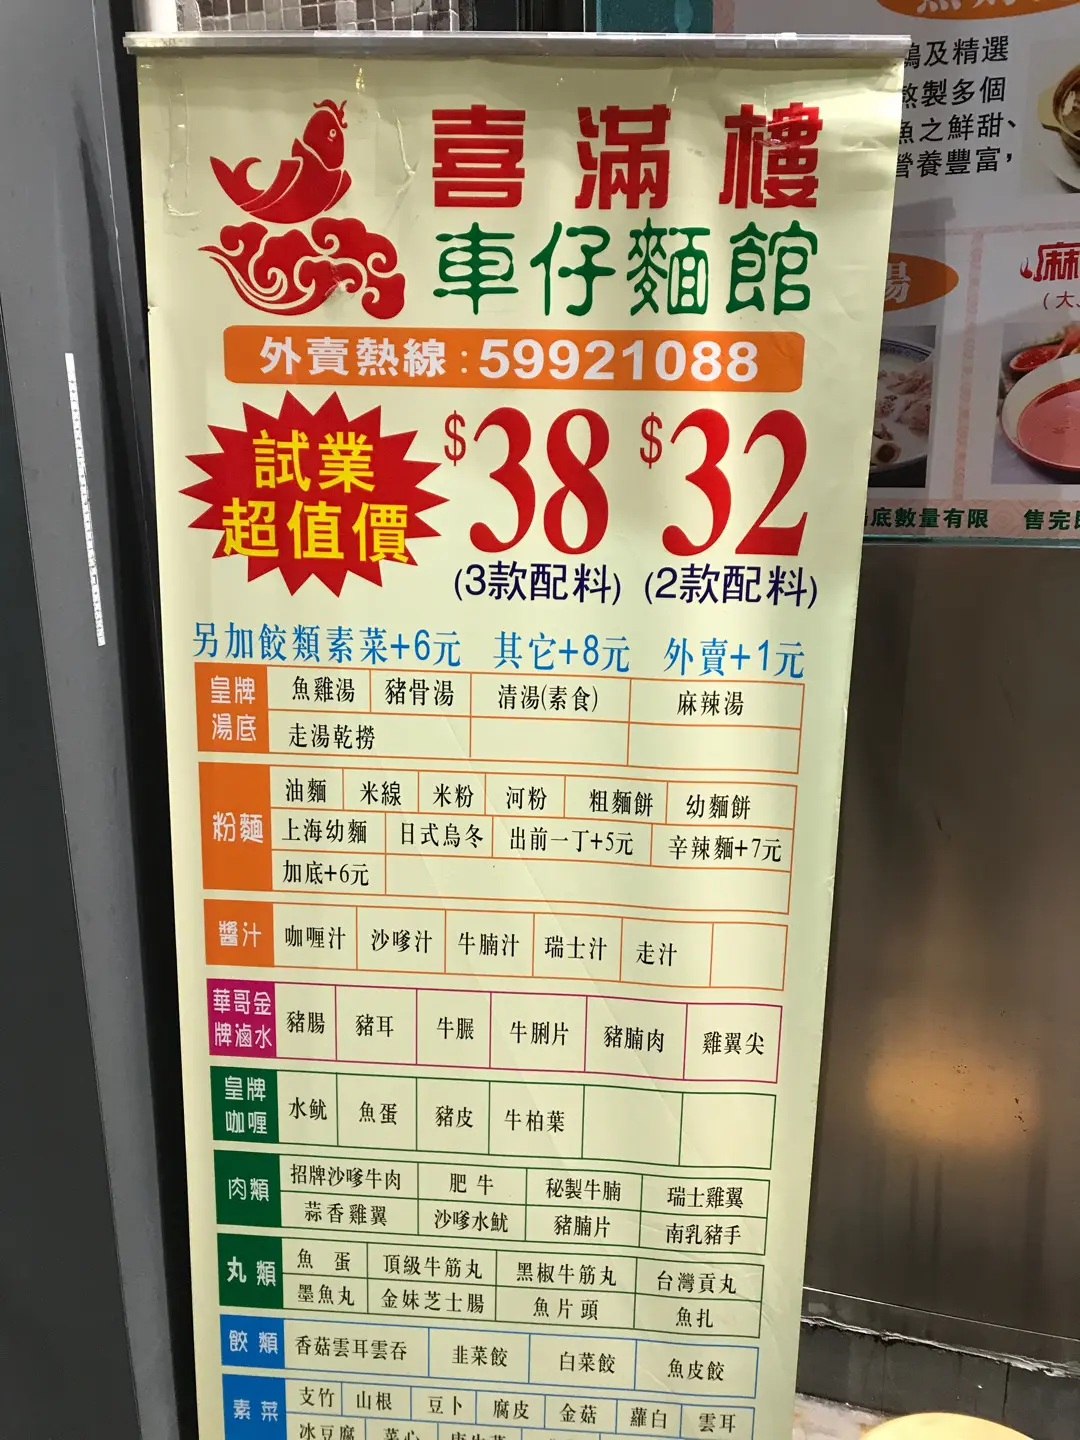 喜滿樓
車仔麵館
外賣熱線:59921088
試業
超值價
$38 $32
(3款配料) (2款配料)
另加餃類素菜+6元 其它+8元 外賣+1元
皇牌湯底 魚雞湯 豬骨湯 清湯(素食) 麻辣湯
走湯乾撈
粉麵 油麵 米線 米粉 河粉 粗麵餅 幼麵餅
上海幼麵 日式烏冬 出前一丁+5元 辛辣麵+7元
加底+6元
醬汁 咖喱汁 沙嗲汁 牛腩汁 瑞士汁 走汁
華哥金牌滷水 豬腸 豬耳 牛𦟌 牛脷片 豬腩肉 雞翼尖
皇牌咖喱 水魷 魚蛋 豬皮 牛柏葉
肉類 招牌沙嗲牛肉 肥牛 秘製牛腩 瑞士雞翼
蒜香雞翼 沙嗲水魷 豬腩片 南乳豬手
丸類 魚蛋 頂級牛筋丸 黑椒牛筋丸 台灣貢丸
墨魚丸 金妹芝士腸 魚片頭 魚扎
餃類 香菇雲耳雲吞 韭菜餃 白菜餃 魚皮餃
素菜 支竹 山根 豆卜 腐皮 金菇 蘿白 雲耳
冰豆腐 菜心
及精選
熬製多個
魚之鮮甜、
營養豐富，
湯
麻
(大
底數量有限 售完